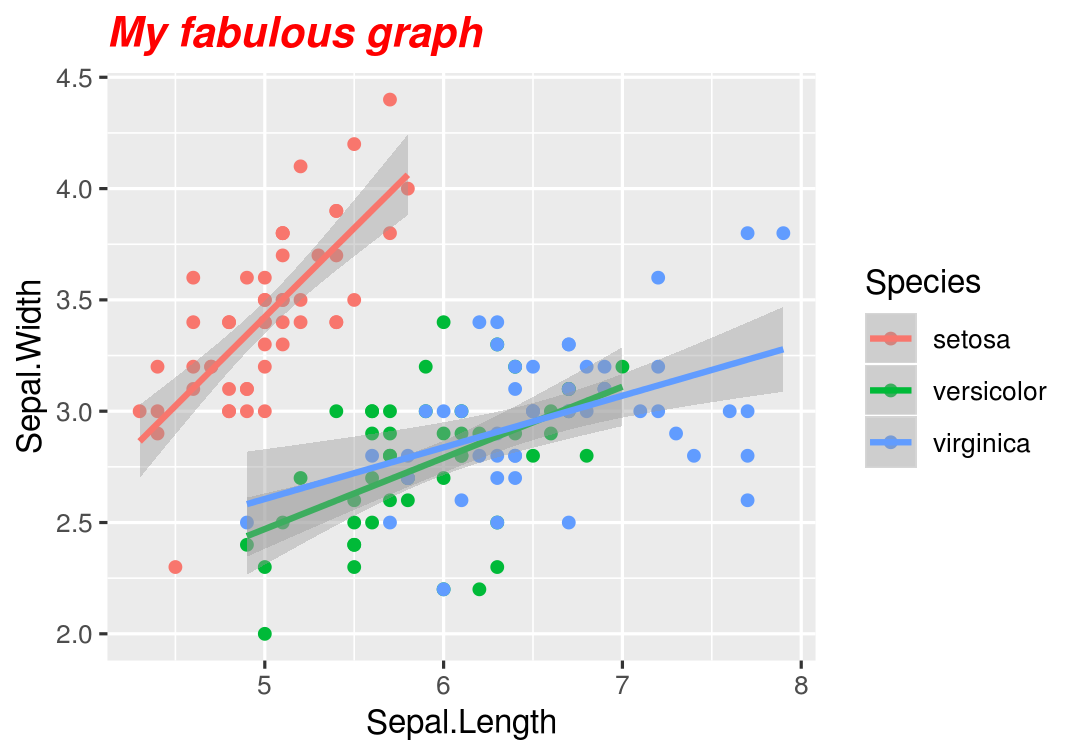 My fabulous graph
4.5
4.0
3.5
3.0
2.5
2.0
Sepal.Width
5 6 7 8
Sepal.Length
Species
setosa
versicolor
virginica